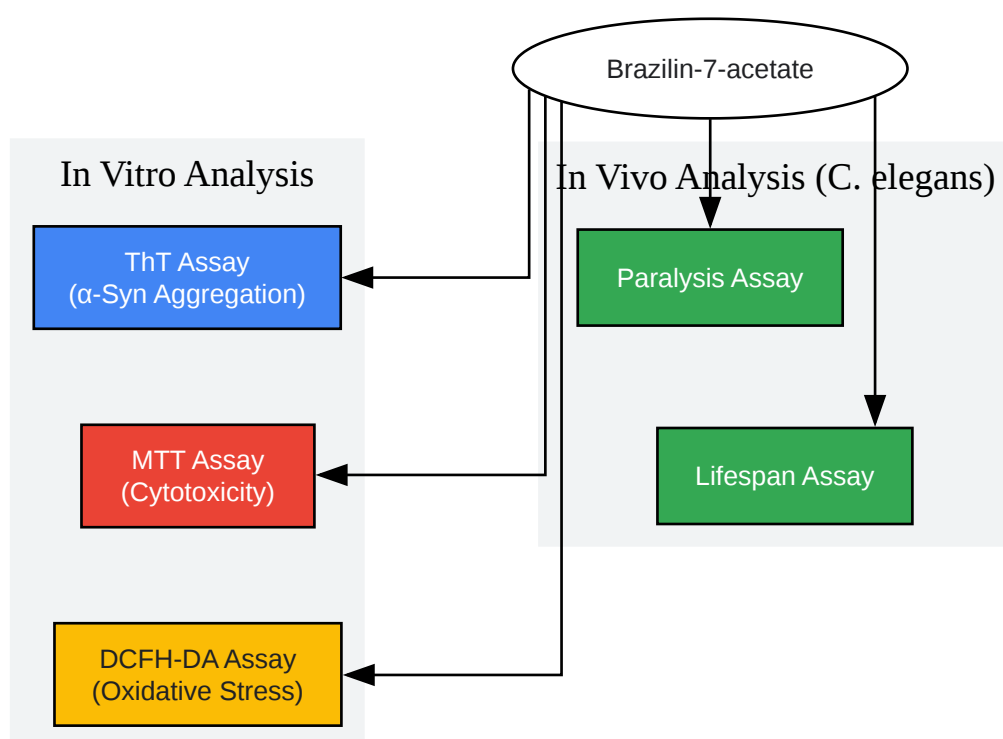 Brazilin-7-acetate
In Vitro Analysis
ThT Assay
(α-Syn Aggregation)
MTT Assay
(Cytotoxicity)
DCFH-DA Assay
(Oxidative Stress)
In Vivo Analysis (C. elegans)
Paralysis Assay
Lifespan Assay